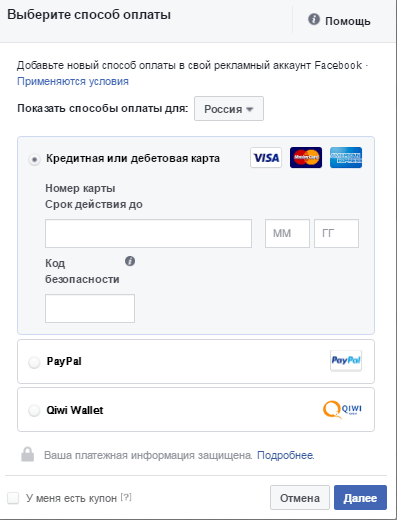 Выберите способ оплаты
Помощь
Добавьте новый способ оплаты в свой рекламный аккаунт Facebook ·
Применяются условия
Показать способы оплаты для: Россия
Кредитная или дебетовая карта VISA MasterCard AMERICAN EXPRESS
Номер карты
Срок действия до
ММ ГГ
Код
безопасности
PayPal PayPal
Qiwi Wallet QIWI
Ваша платежная информация защищена. Подробнее.
У меня есть купон [?] Отмена Далее